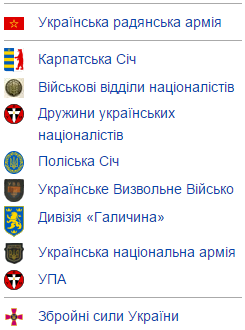 Українська радянська армія
Карпатська Січ
Військові відділи націоналістів
Дружини українських
націоналістів
Поліська Січ
Українське Визвольне Військо
Дивізія «Галичина»
Українська національна армія
УПА
Збройні сили України